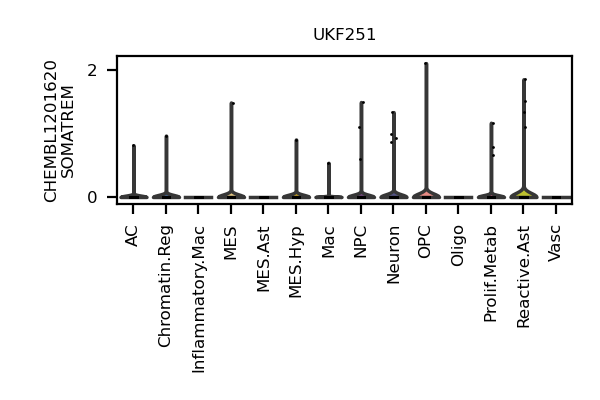 UKF251
CHEMBL1201620
SOMATREM
2
0
AC
Chromatin.Reg
Inflammatory.Mac
MES
MES.Ast
MES.Hyp
Mac
NPC
Neuron
OPC
Oligo
Prolif.Metab
Reactive.Ast
Vasc